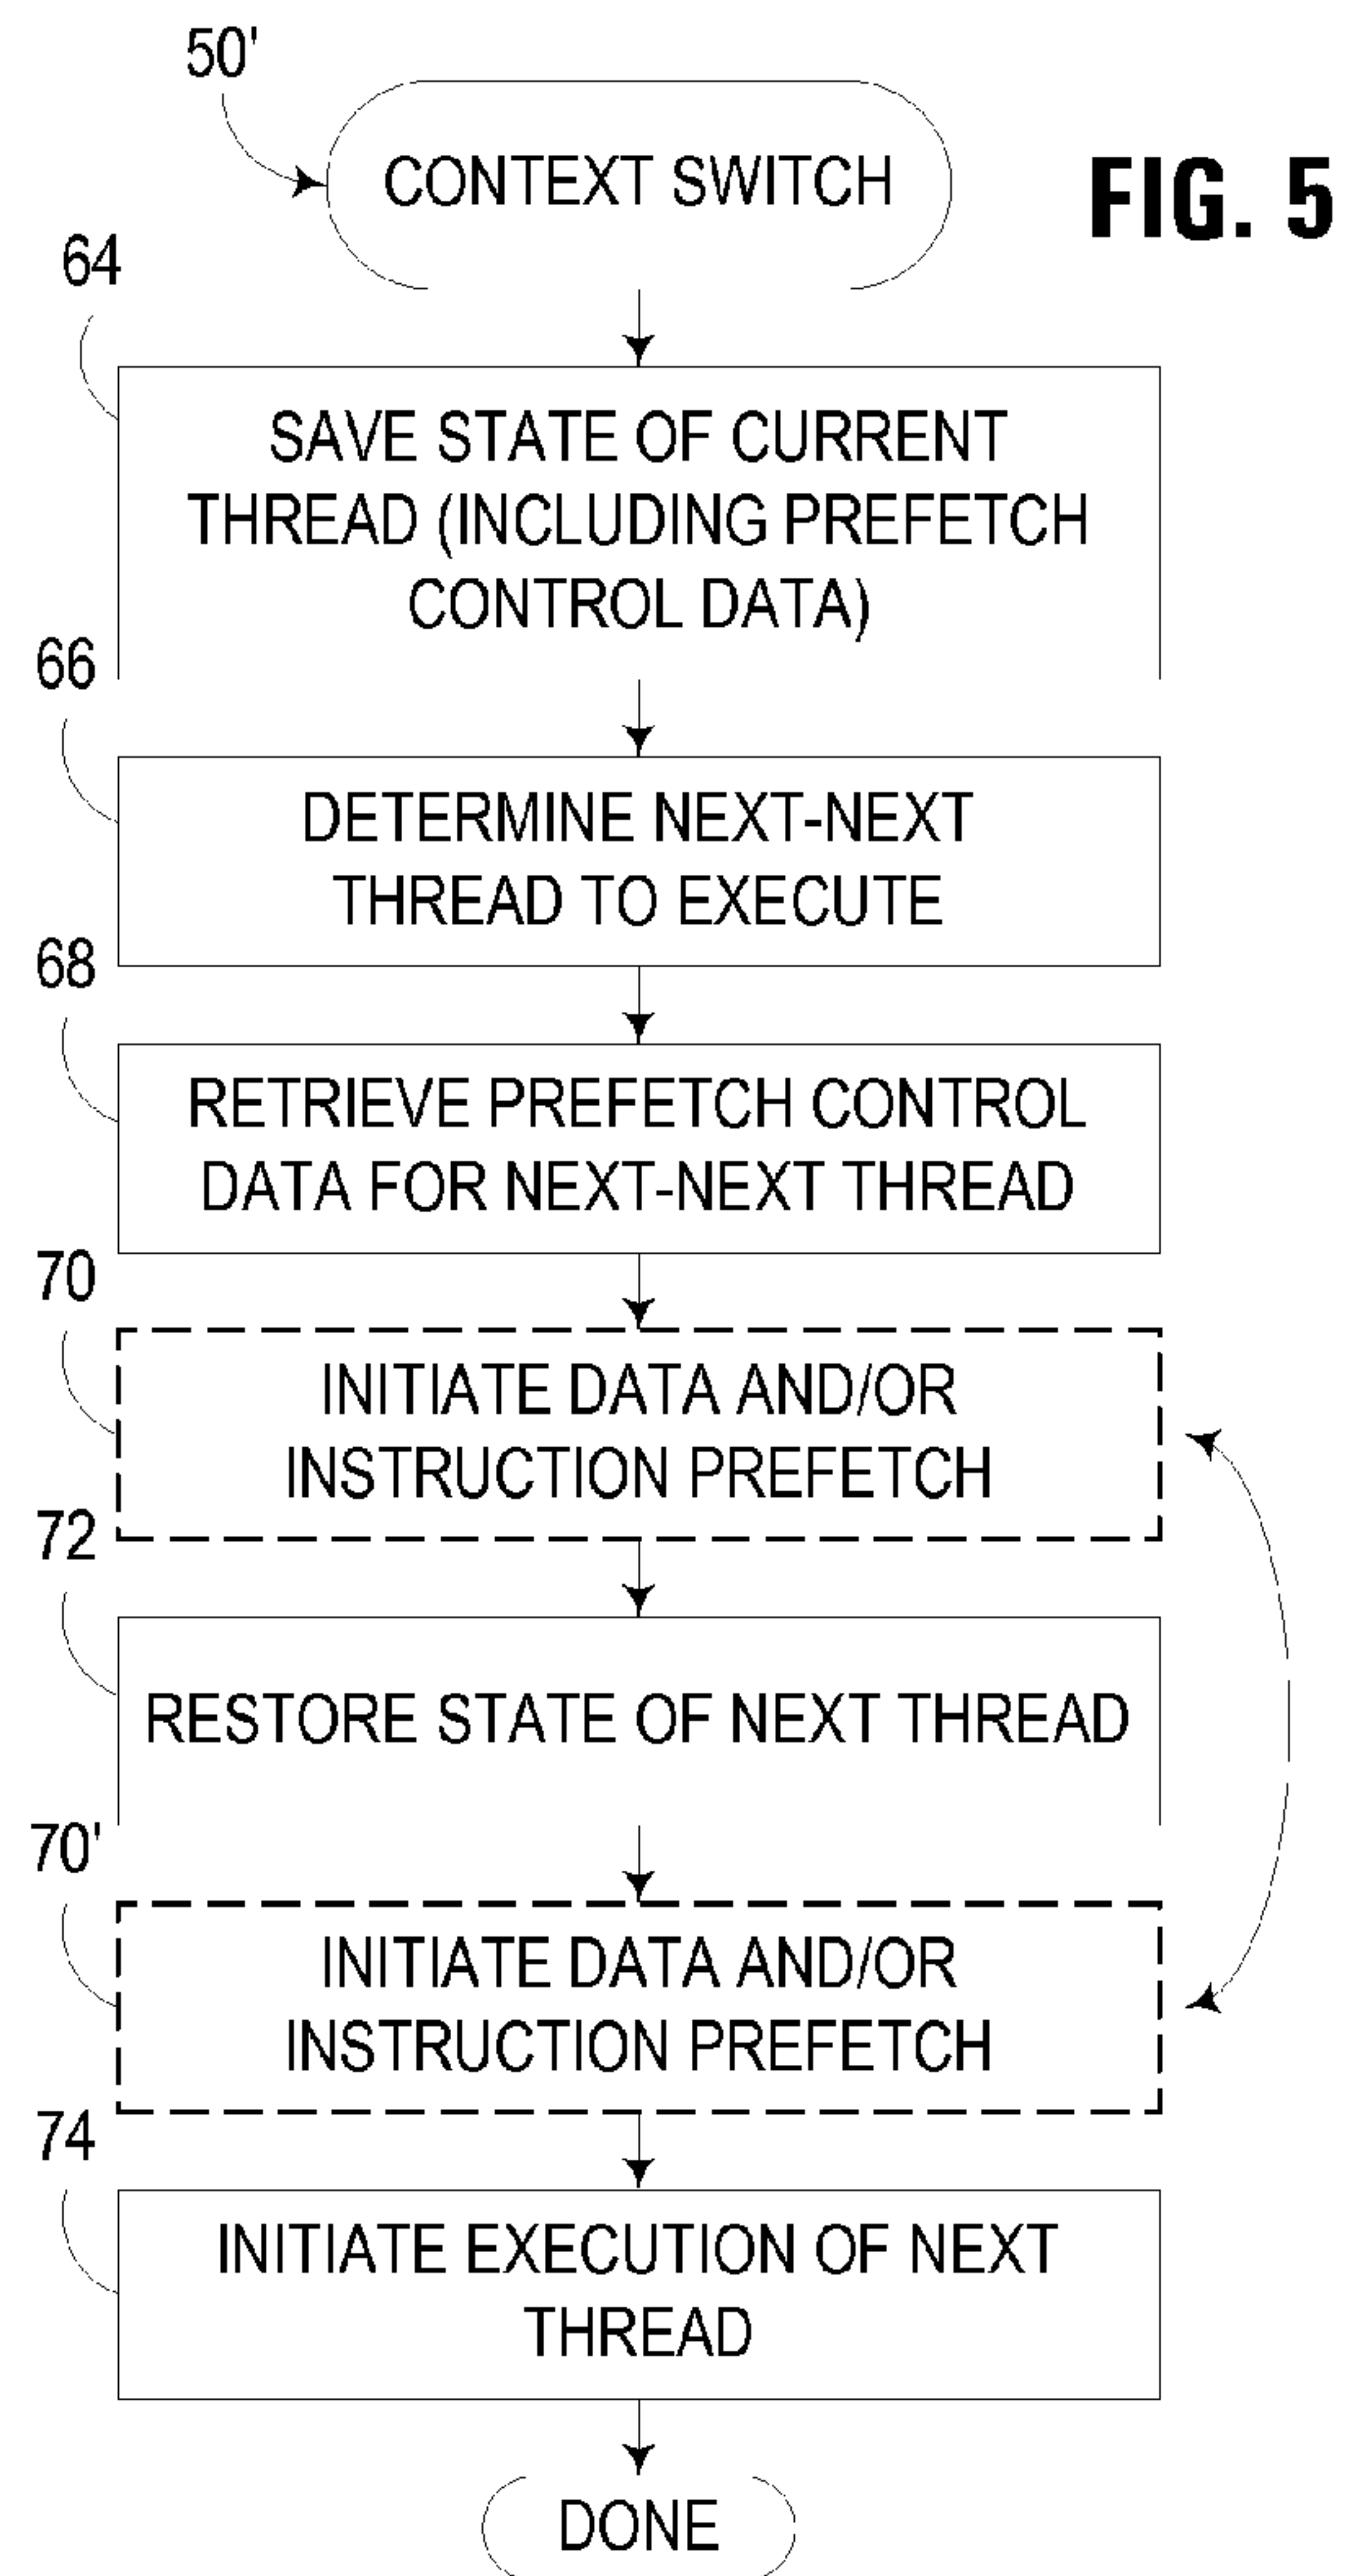 50'
CONTEXT SWITCH
FIG. 5
64
SAVE STATE OF CURRENT
THREAD (INCLUDING PREFETCH
CONTROL DATA)
66
DETERMINE NEXT-NEXT
THREAD TO EXECUTE
68
RETRIEVE PREFETCH CONTROL
DATA FOR NEXT-NEXT THREAD
70
INITIATE DATA AND/OR
INSTRUCTION PREFETCH
72
RESTORE STATE OF NEXT THREAD
70'
INITIATE DATA AND/OR
INSTRUCTION PREFETCH
74
INITIATE EXECUTION OF NEXT
THREAD
DONE